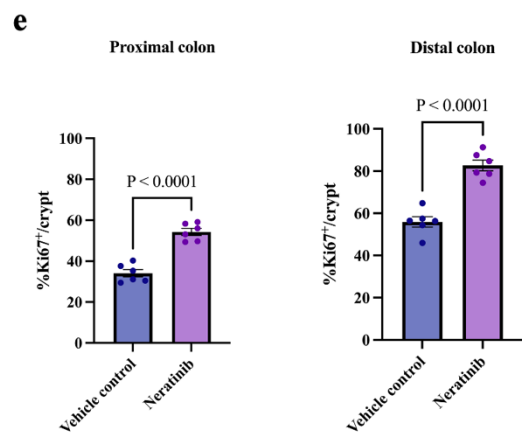 e
Proximal colon
P < 0.0001
%Ki67⁺/crypt
100
80
60
40
20
0
Vehicle control
Neratinib
Distal colon
P < 0.0001
%Ki67⁺/crypt
100
80
60
40
20
0
Vehicle control
Neratinib